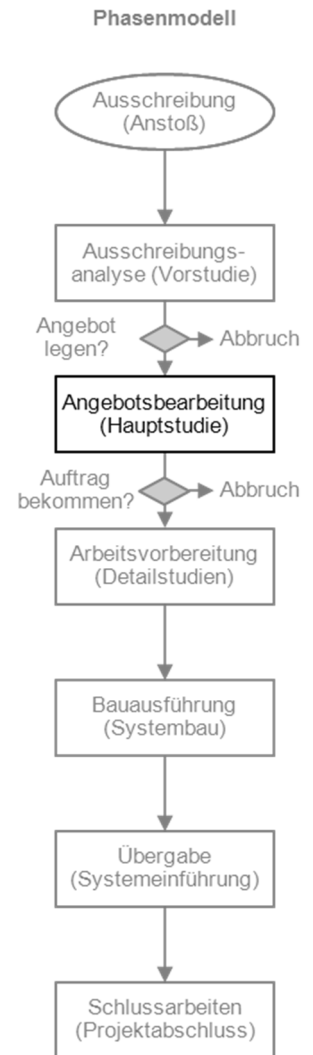 Phasenmodell
Ausschreibung
(Anstoß)
Ausschreibungs-
analyse (Vorstudie)
Angebot
legen?
Abbruch
Angebotsbearbeitung
(Hauptstudie)
Auftrag
bekommen?
Abbruch
Arbeitsvorbereitung
(Detailstudien)
Bauausführung
(Systembau)
Übergabe
(Systemeinführung)
Schlussarbeiten
(Projektabschluss)